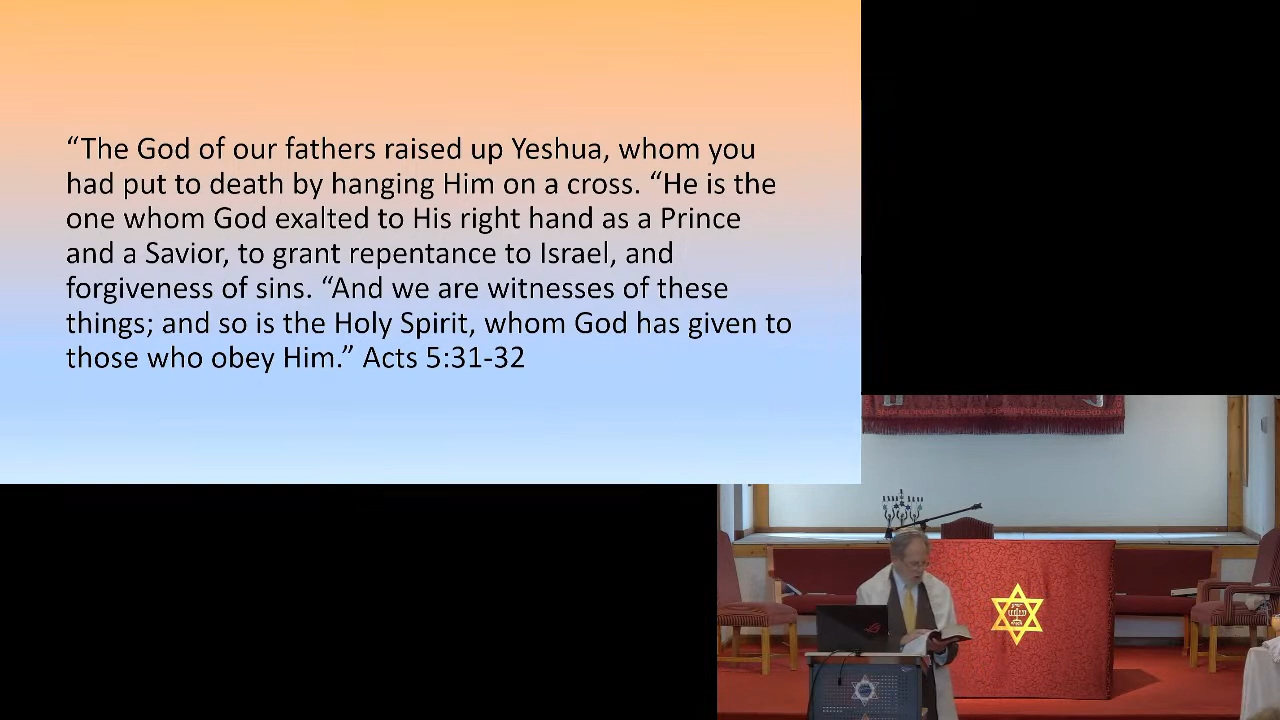 “The God of our fathers raised up Yeshua, whom you
had put to death by hanging Him on a cross. “He is the
one whom God exalted to His right hand as a Prince
and a Savior, to grant repentance to Israel, and
forgiveness of sins. “And we are witnesses of these
things; and so is the Holy Spirit, whom God has given to
those who obey Him.” Acts 5:31-32